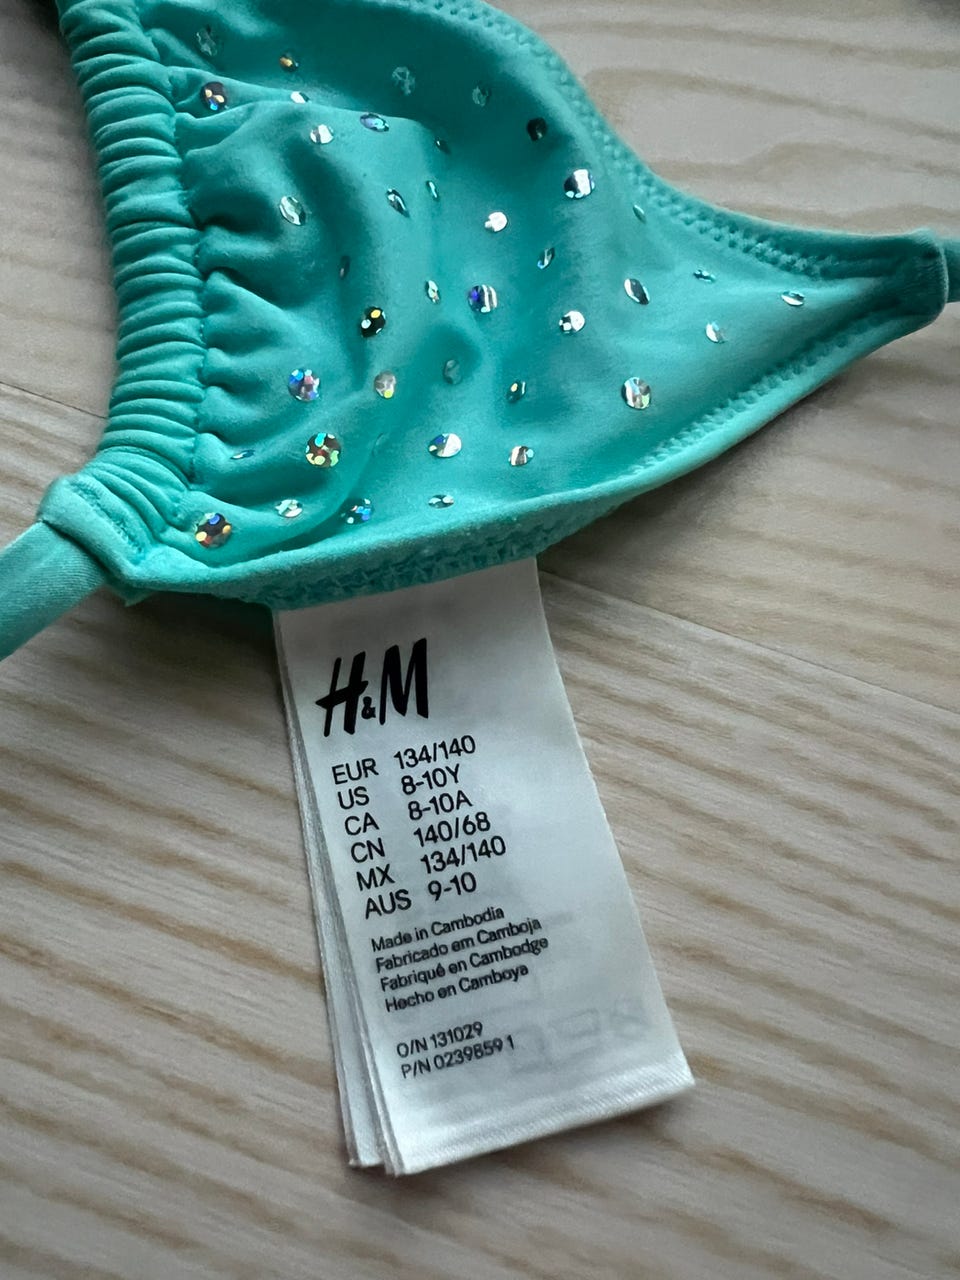 H&M
EUR 134/140
US 8-10Y
CA 8-10A
CN 140/68
MX 134/140
AUS 9-10
Made in Cambodia
Fabricado em Camboja
Fabriqué en Cambodge
Hecho en Camboya
O/N 131029
P/N 0239859 1